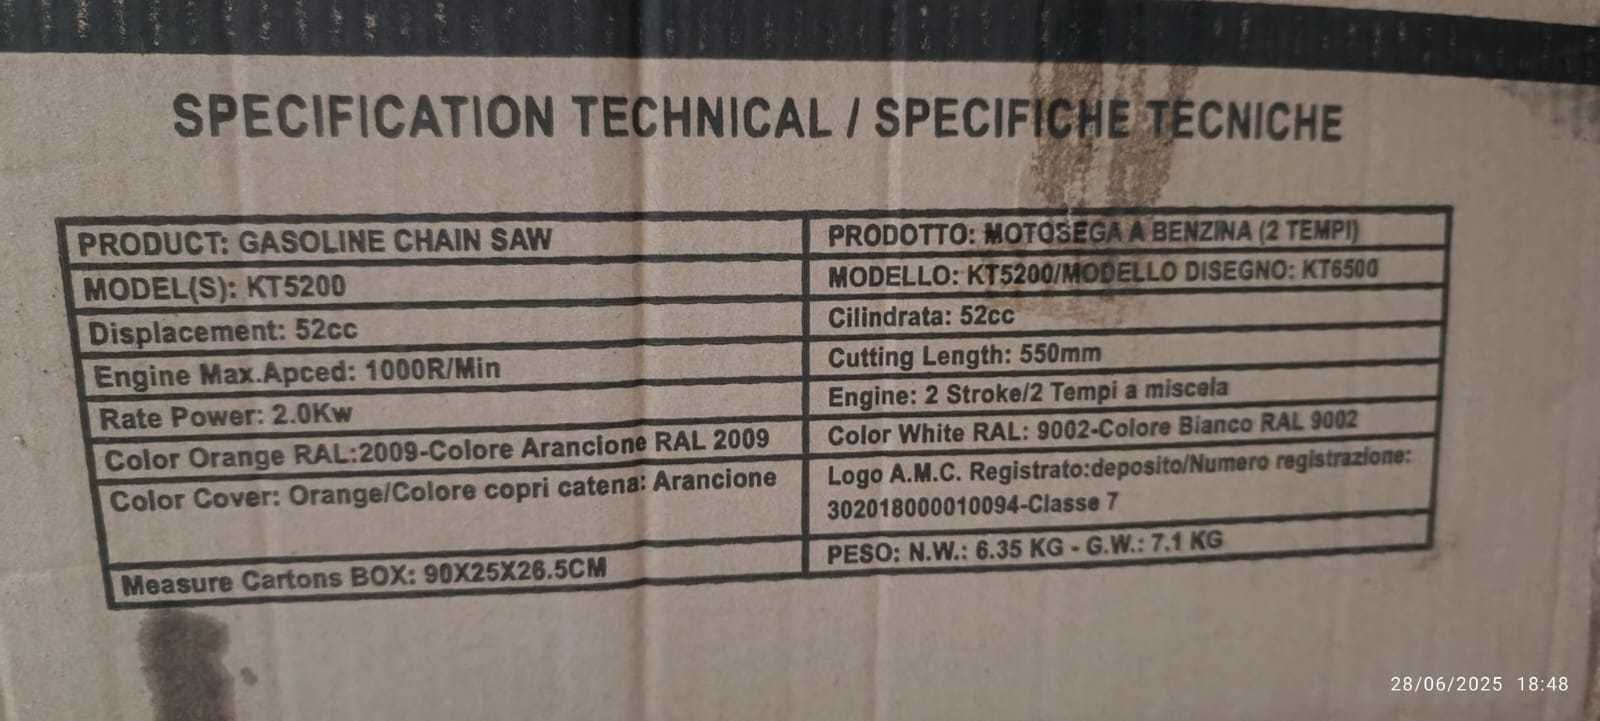 SPECIFICATION TECHNICAL / SPECIFICHE TECNICHE
PRODUCT: GASOLINE CHAIN SAW
MODEL(S): KT5200
Displacement: 52cc
Engine Max.Apced: 1000R/Min
Rate Power: 2.0Kw
Color Orange RAL:2009-Colore Arancione RAL 2009
Color Cover: Orange/Colore copri catena: Arancione
Measure Cartons BOX: 90X25X26.5CM
PRODOTTO: MOTOSEGA A BENZINA (2 TEMPI)
MODELLO: KT5200/MODELLO DISEGNO: KT6500
Cilindrata: 52cc
Cutting Length: 550mm
Engine: 2 Stroke/2 Tempi a miscela
Color White RAL: 9002-Colore Bianco RAL 9002
Logo A.M.C. Registrato:deposito/Numero registrazione:
302018000010094-Classe 7
PESO: N.W.: 6.35 KG - G.W.: 7.1 KG
28/06/2025 18:48